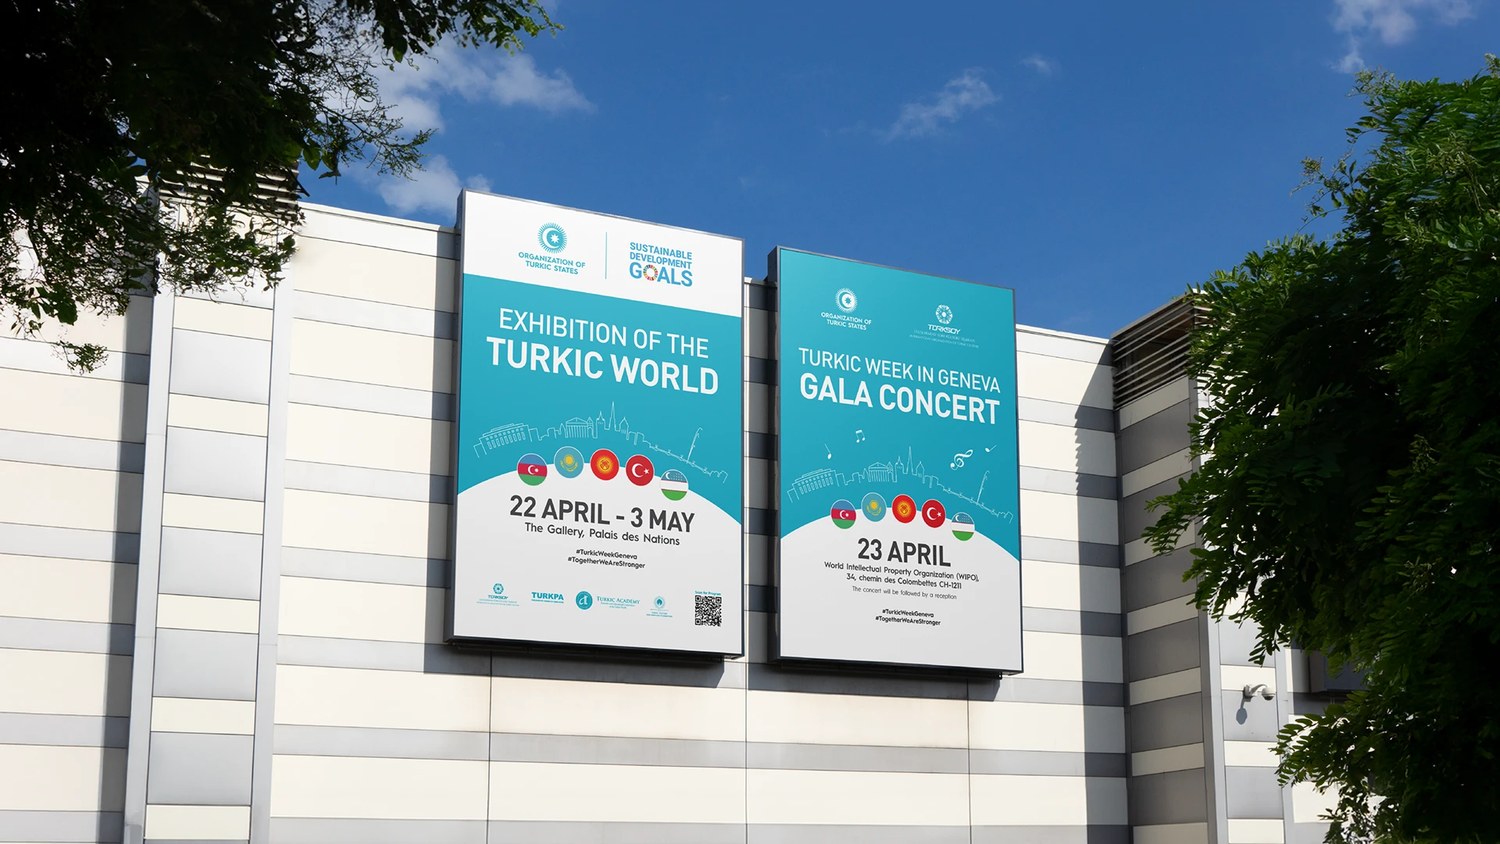 ORGANIZATION OF
TURKIC STATES
SUSTAINABLE
DEVELOPMENT
GOALS
EXHIBITION OF THE
TURKIC WORLD
22 APRIL - 3 MAY
The Gallery, Palais des Nations
#TurkicWeekGeneva
#TogetherWeAreStronger
TURKPA
TURKIC ACADEMY
ORGANIZATION OF
TURKIC STATES
TÜRKSOY
TURKIC WEEK IN GENEVA
GALA CONCERT
23 APRIL
World Intellectual Property Organization (WIPO),
34, chemin des Colombettes CH-1211
The concert will be followed by a reception
#TurkicWeekGeneva
#TogetherWeAreStronger